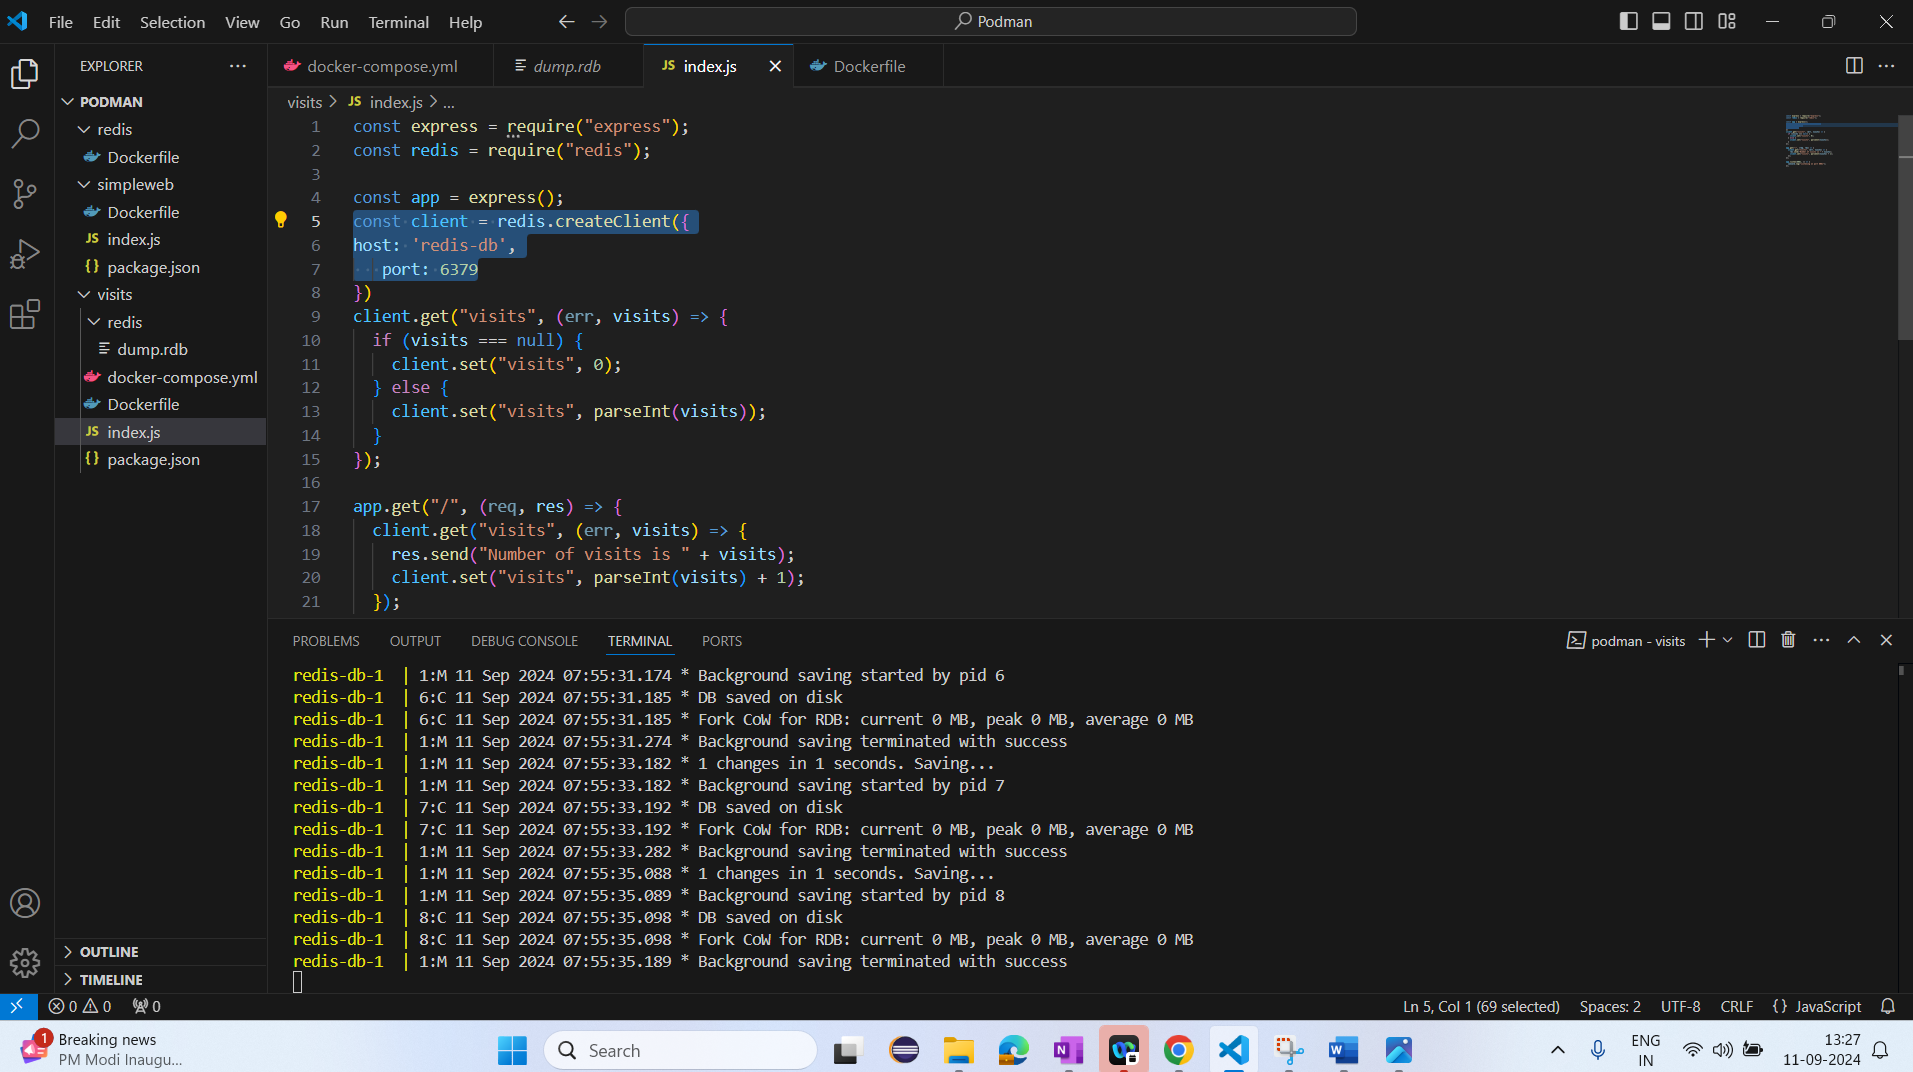 File Edit Selection View Go Run Terminal Help
Podman
EXPLORER
PODMAN
redis
Dockerfile
simpleweb
Dockerfile
JS index.js
{} package.json
visits
redis
dump.rdb
docker-compose.yml
Dockerfile
JS index.js
{} package.json
OUTLINE
TIMELINE
docker-compose.yml
dump.rdb
JS index.js
Dockerfile
visits > JS index.js > ...
1 const express = require("express");
2 const redis = require("redis");
3
4 const app = express();
5 const client = redis.createClient({
6 host: 'redis-db',
7 port: 6379
8 })
9 client.get("visits", (err, visits) => {
10 if (visits === null) {
11 client.set("visits", 0);
12 } else {
13 client.set("visits", parseInt(visits));
14 }
15 });
16
17 app.get("/", (req, res) => {
18 client.get("visits", (err, visits) => {
19 res.send("Number of visits is " + visits);
20 client.set("visits", parseInt(visits) + 1);
21 });
PROBLEMS OUTPUT DEBUG CONSOLE TERMINAL PORTS
podman - visits
redis-db-1 | 1:M 11 Sep 2024 07:55:31.174 * Background saving started by pid 6
redis-db-1 | 6:C 11 Sep 2024 07:55:31.185 * DB saved on disk
redis-db-1 | 6:C 11 Sep 2024 07:55:31.185 * Fork CoW for RDB: current 0 MB, peak 0 MB, average 0 MB
redis-db-1 | 1:M 11 Sep 2024 07:55:31.274 * Background saving terminated with success
redis-db-1 | 1:M 11 Sep 2024 07:55:33.182 * 1 changes in 1 seconds. Saving...
redis-db-1 | 1:M 11 Sep 2024 07:55:33.182 * Background saving started by pid 7
redis-db-1 | 7:C 11 Sep 2024 07:55:33.192 * DB saved on disk
redis-db-1 | 7:C 11 Sep 2024 07:55:33.192 * Fork CoW for RDB: current 0 MB, peak 0 MB, average 0 MB
redis-db-1 | 1:M 11 Sep 2024 07:55:33.282 * Background saving terminated with success
redis-db-1 | 1:M 11 Sep 2024 07:55:35.088 * 1 changes in 1 seconds. Saving...
redis-db-1 | 1:M 11 Sep 2024 07:55:35.089 * Background saving started by pid 8
redis-db-1 | 8:C 11 Sep 2024 07:55:35.098 * DB saved on disk
redis-db-1 | 8:C 11 Sep 2024 07:55:35.098 * Fork CoW for RDB: current 0 MB, peak 0 MB, average 0 MB
redis-db-1 | 1:M 11 Sep 2024 07:55:35.189 * Background saving terminated with success
0 0 0
Ln 5, Col 1 (69 selected) Spaces: 2 UTF-8 CRLF {} JavaScript
1
Breaking news
PM Modi Inaugu...
Search
ENG
IN
13:27
11-09-2024